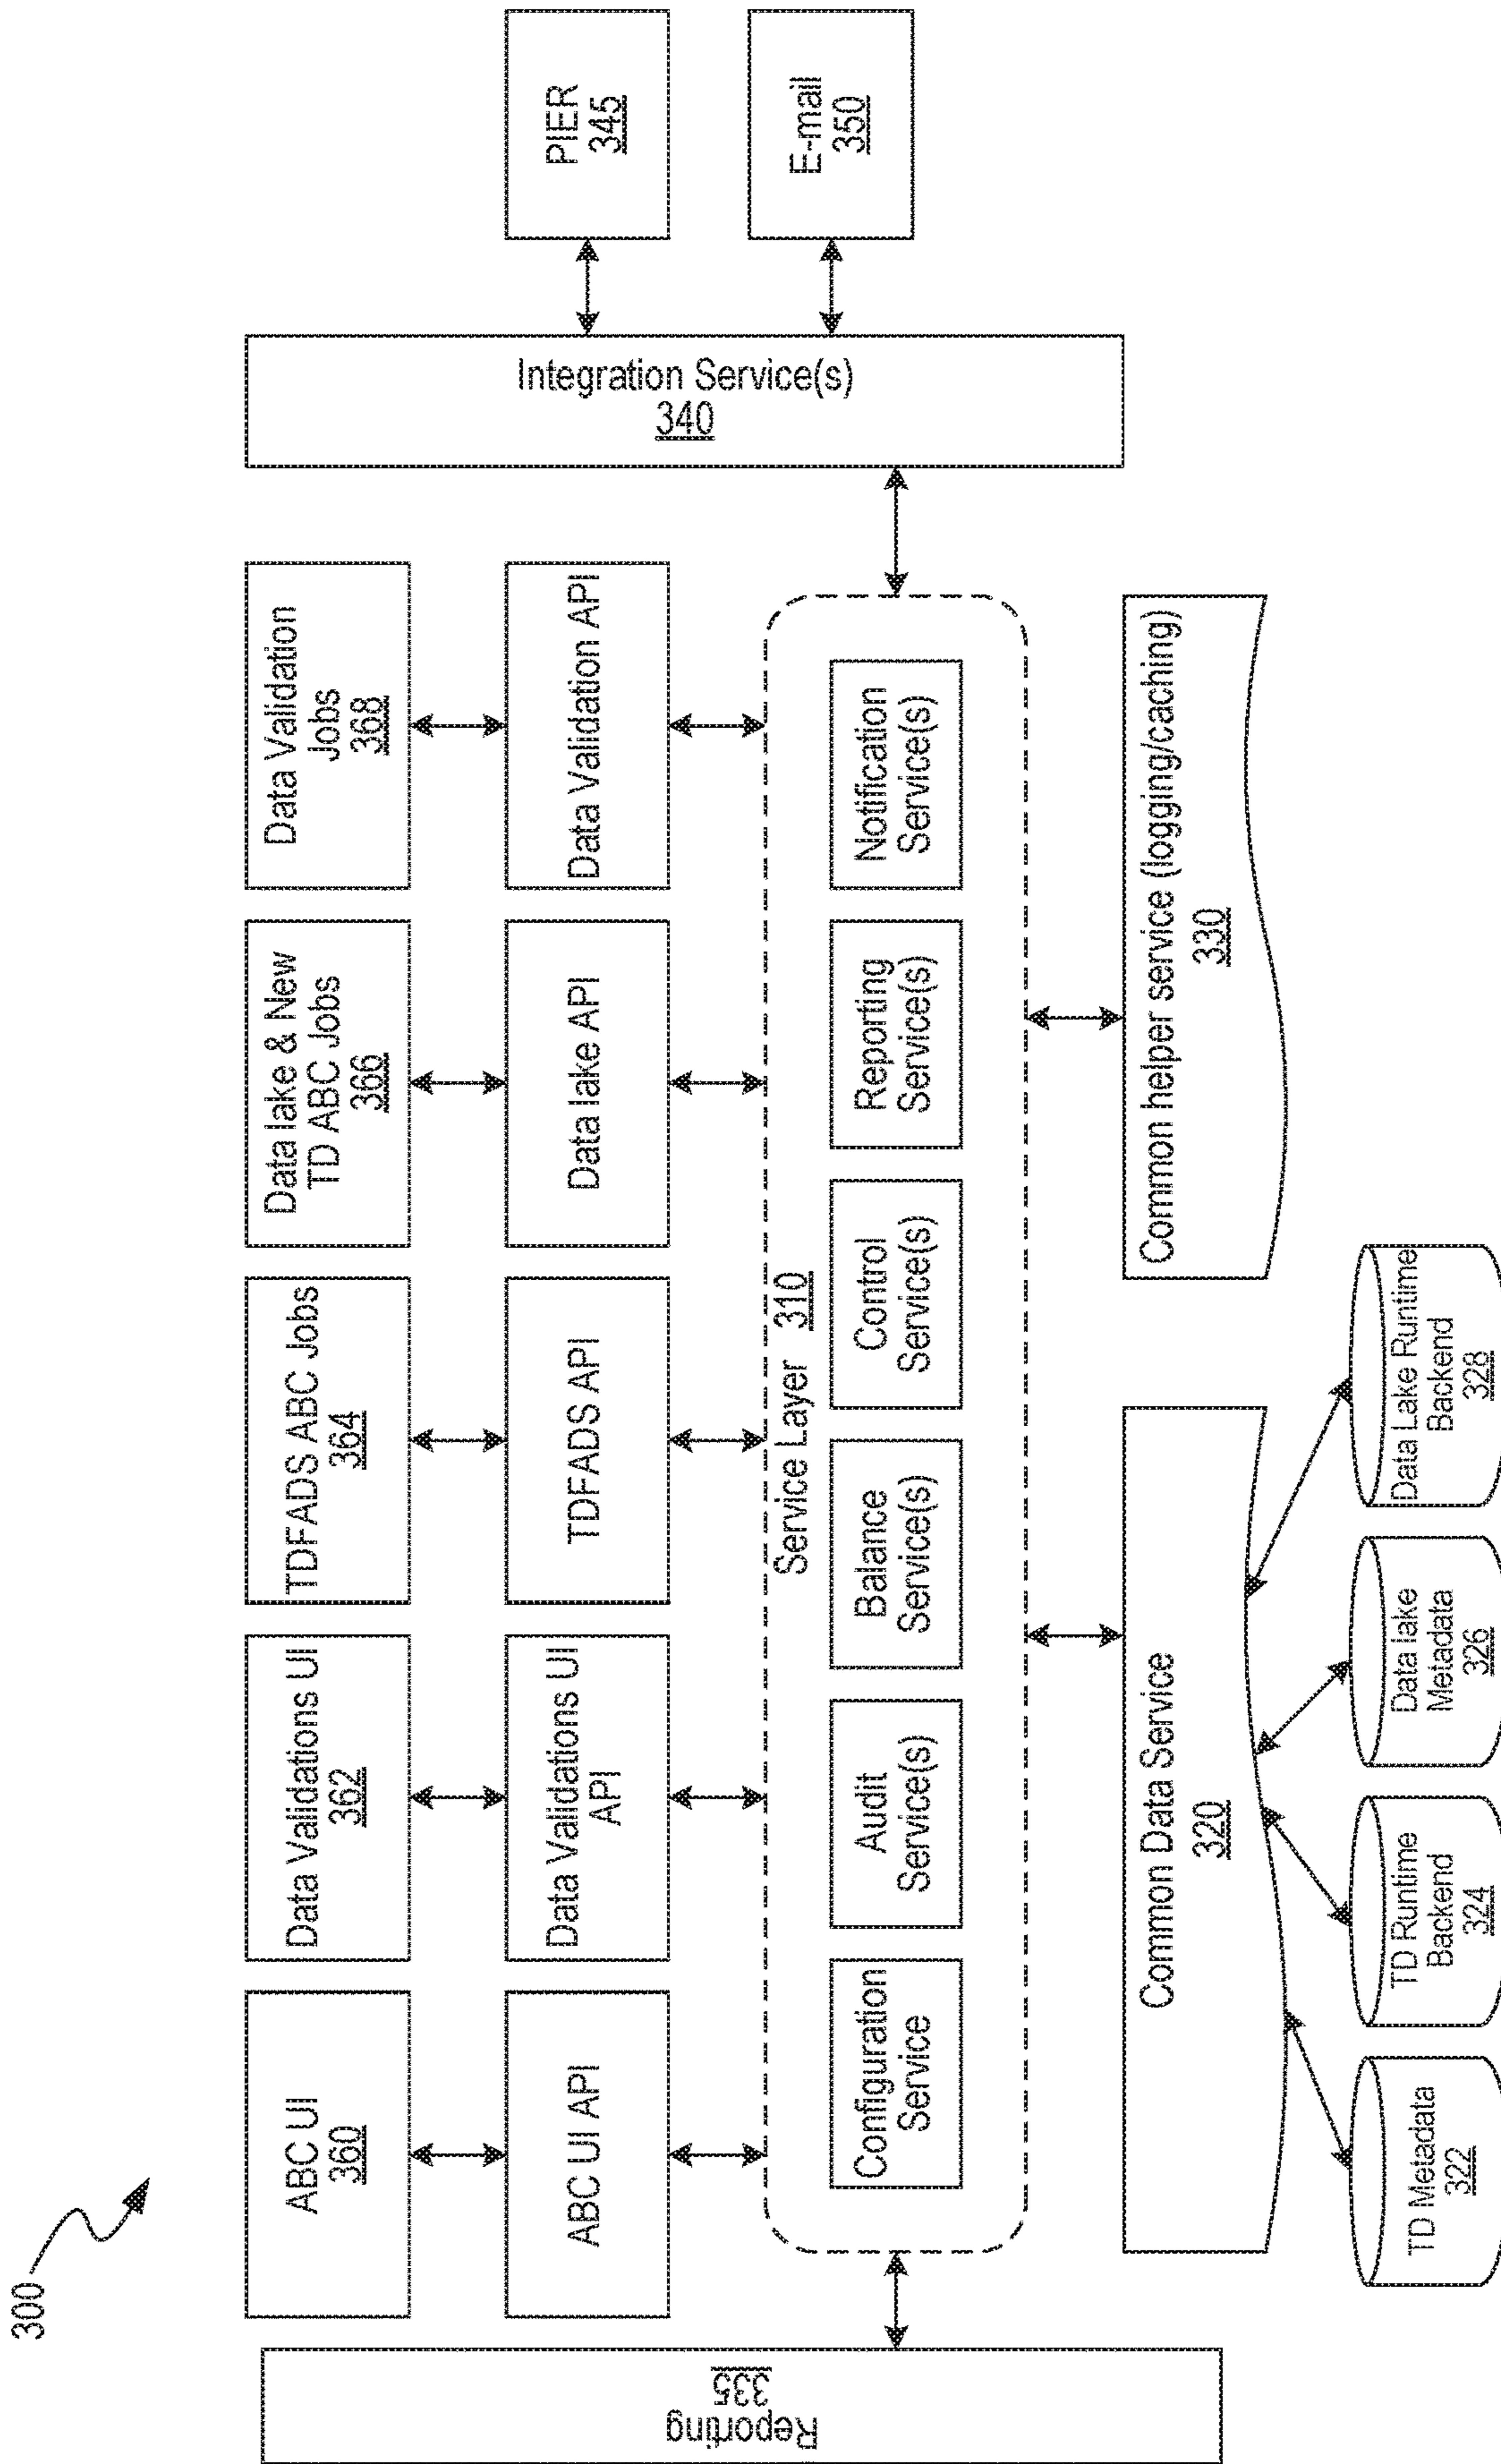 300
ABC UI
360
Data Validations UI
362
TDFADS ABC Jobs
364
Data lake & New
TD ABC Jobs
366
Data Validation
Jobs
368
ABC UI API
Data Validations UI
API
TDFADS API
Data lake API
Data Validation API
Service Layer 310
Configuration
Service
Audit
Service(s)
Balance
Service(s)
Control
Service(s)
Reporting
Service(s)
Notification
Service(s)
Reporting
335
Integration Service(s)
340
PIER
345
E-mail
350
Common Data Service
320
Common helper service (logging/caching)
330
TD Metadata
322
TD Runtime
Backend
324
Data lake
Metadata
326
Data Lake Runtime
Backend
328